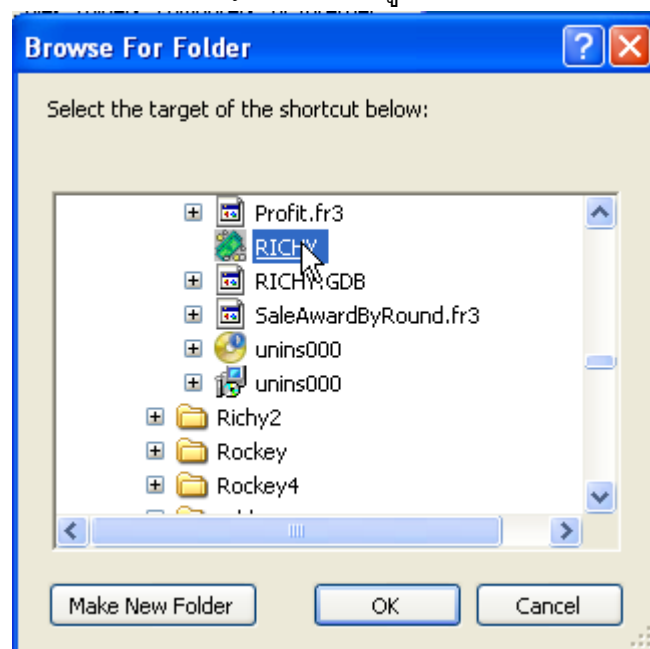 Browse For Folder
Select the target of the shortcut below:
Profit.fr3
RICHY
RICHY.GDB
SaleAwardByRound.fr3
unins000
unins000
Richy2
Rockey
Rockey4
Make New Folder
OK
Cancel